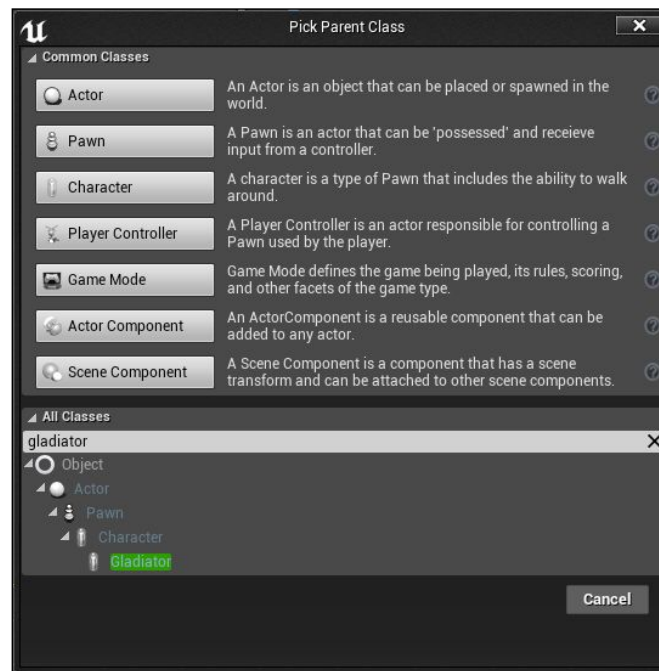 Pick Parent Class
Common Classes
Actor
An Actor is an object that can be placed or spawned in the
world.
Pawn
A Pawn is an actor that can be 'possessed' and receieve
input from a controller.
Character
A character is a type of Pawn that includes the ability to walk
around.
Player Controller
A Player Controller is an actor responsible for controlling a
Pawn used by the player.
Game Mode
Game Mode defines the game being played, its rules, scoring,
and other facets of the game type.
Actor Component
An ActorComponent is a reusable component that can be
added to any actor.
Scene Component
A Scene Component is a component that has a scene
transform and can be attached to other scene components.
All Classes
gladiator
Object
Actor
Pawn
Character
Gladiator
Cancel